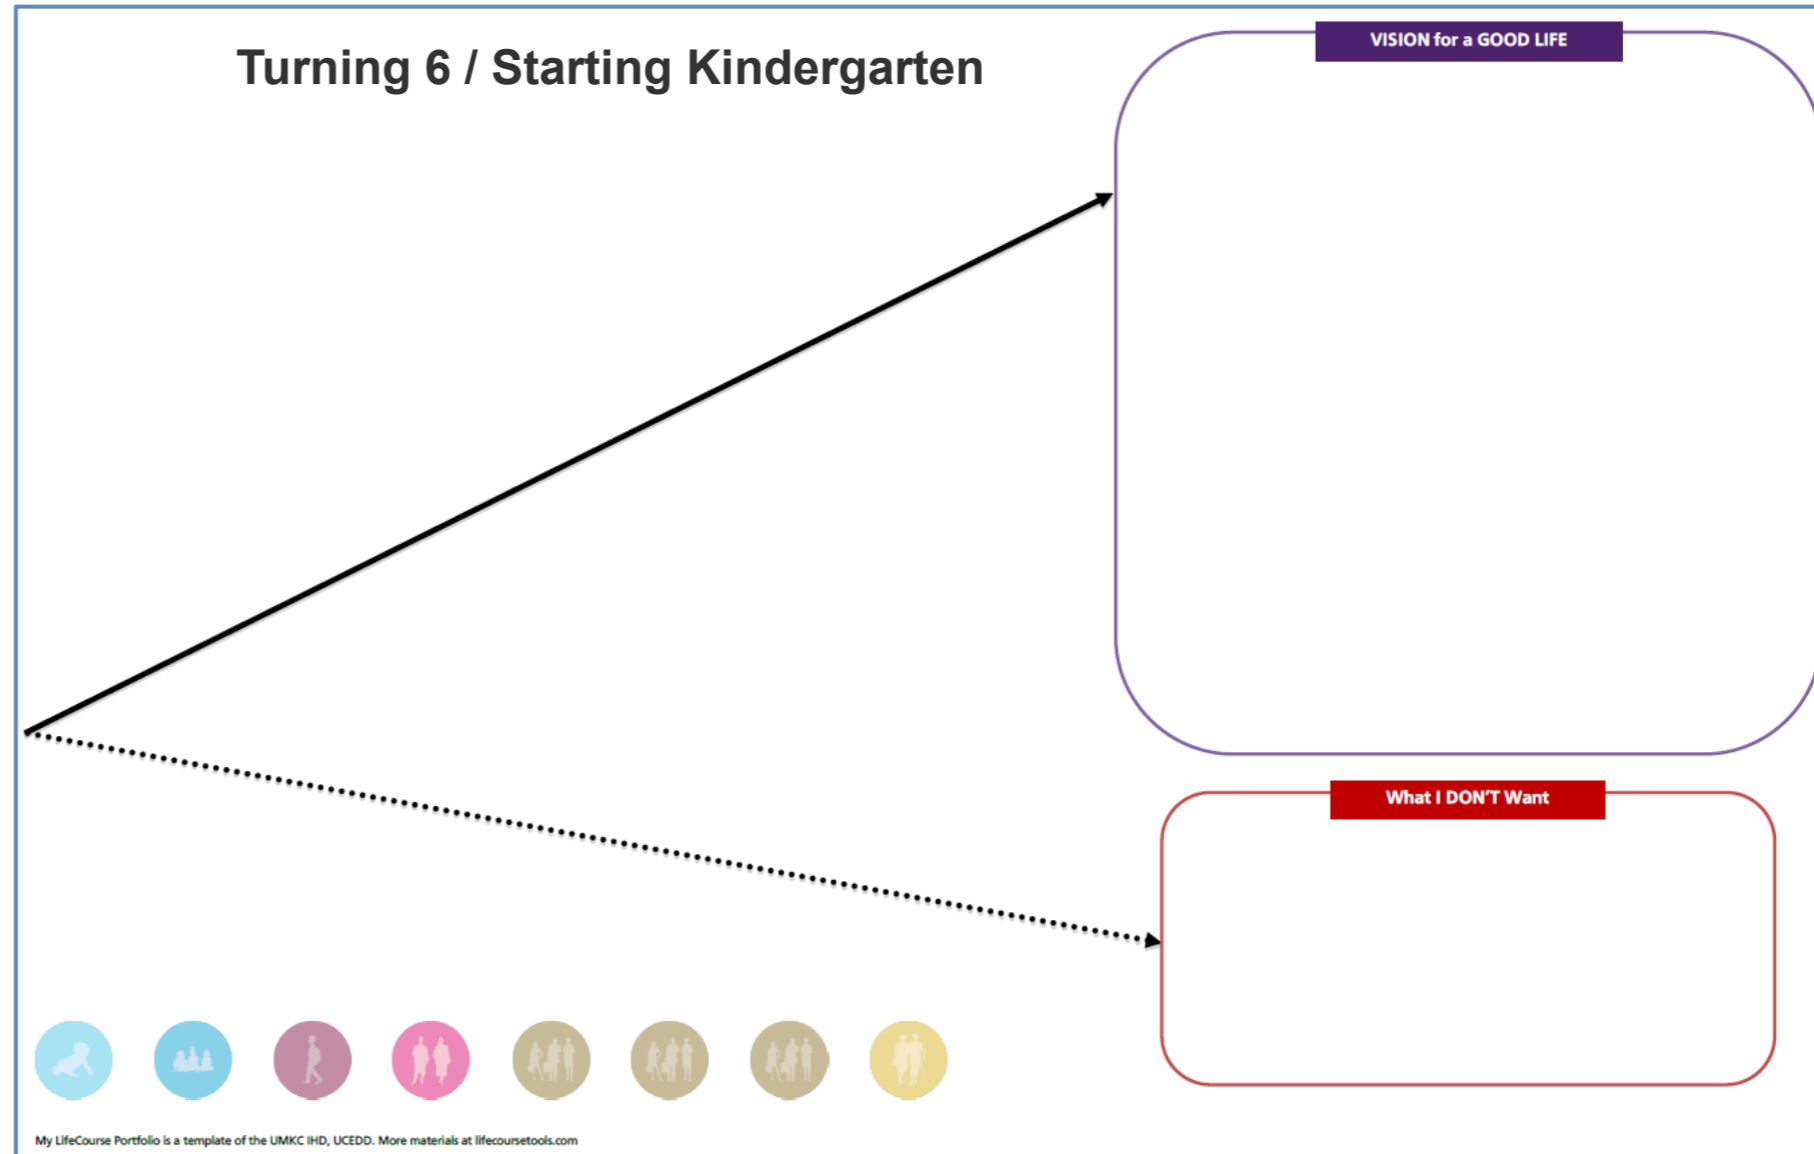 Turning 6 / Starting Kindergarten
VISION for a GOOD LIFE
What I DON'T Want
My LifeCourse Portfolio is a template of the UMKC IHD, UCEDD. More materials at lifecoursetools.com